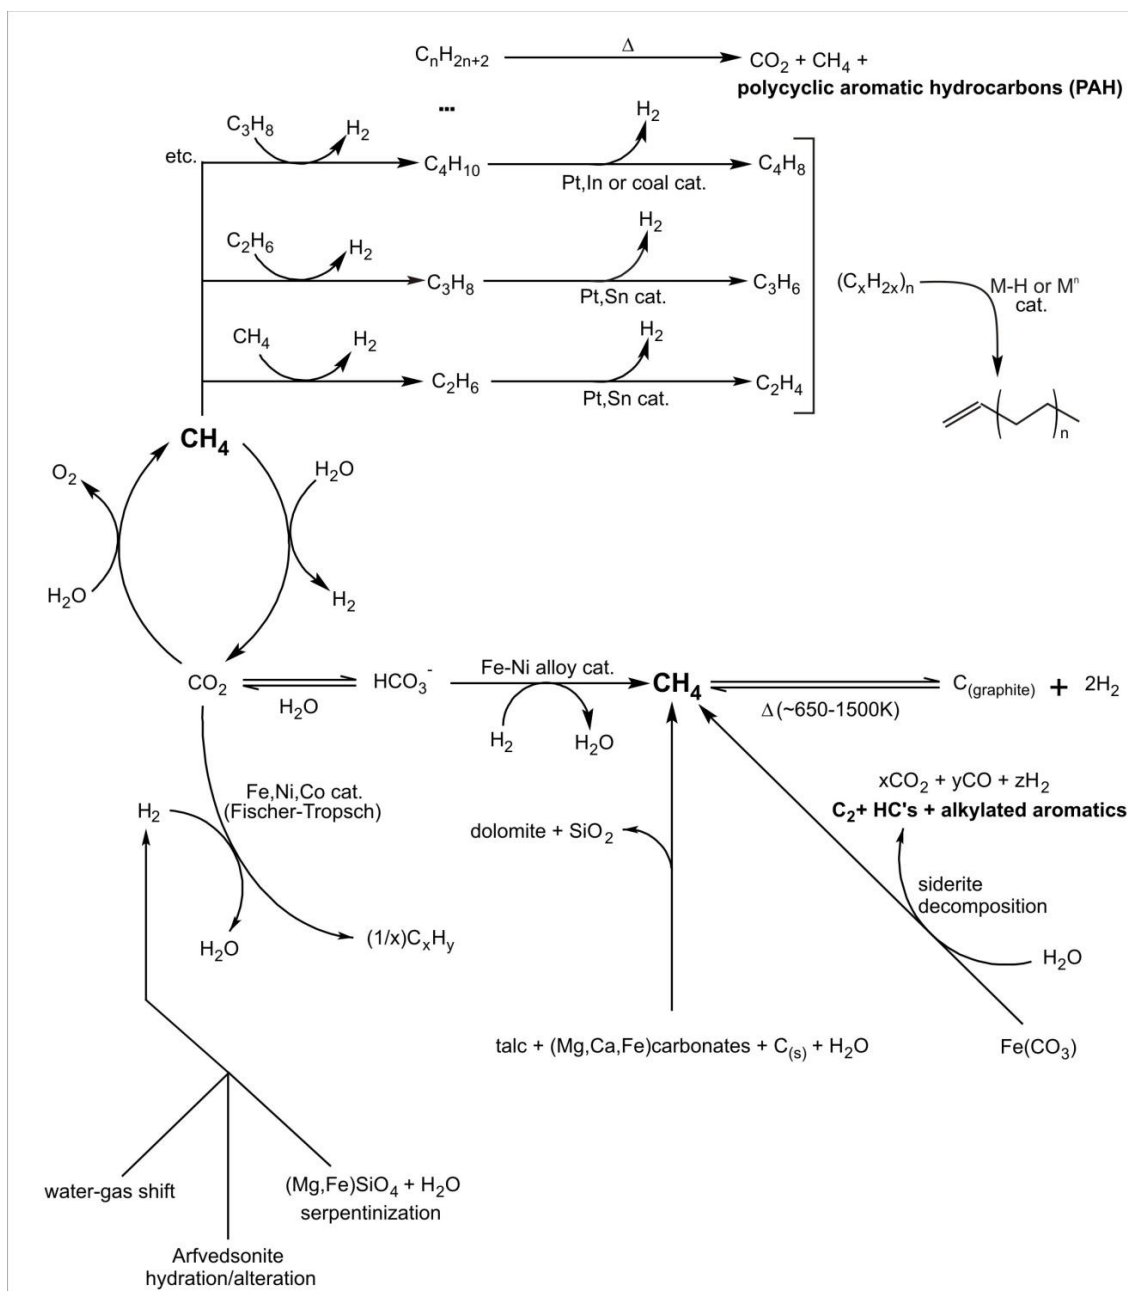 CₙH₂ₙ₊₂
Δ
CO₂ + CH₄ +
polycyclic aromatic hydrocarbons (PAH)
...
etc.
C₃H₈
H₂
C₄H₁₀
H₂
Pt,In or coal cat.
C₄H₈
C₂H₆
H₂
C₃H₈
H₂
Pt,Sn cat.
C₃H₆
(CₓH₂ₓ)ₙ
M-H or Mⁿ
cat.
CH₄
H₂
C₂H₆
H₂
Pt,Sn cat.
C₂H₄
n
CH₄
O₂
H₂O
H₂O
H₂
CO₂
H₂O
HCO₃⁻
Fe-Ni alloy cat.
H₂
H₂O
CH₄
Δ(~650-1500K)
C(graphite) + 2H₂
Fe,Ni,Co cat.
(Fischer-Tropsch)
H₂
H₂O
(1/x)CₓHᵧ
dolomite + SiO₂
xCO₂ + yCO + zH₂
C₂+ HC's + alkylated aromatics
siderite
decomposition
H₂O
talc + (Mg,Ca,Fe)carbonates + C(s) + H₂O
Fe(CO₃)
water-gas shift
(Mg,Fe)SiO₄ + H₂O
serpentinization
Arfvedsonite
hydration/alteration